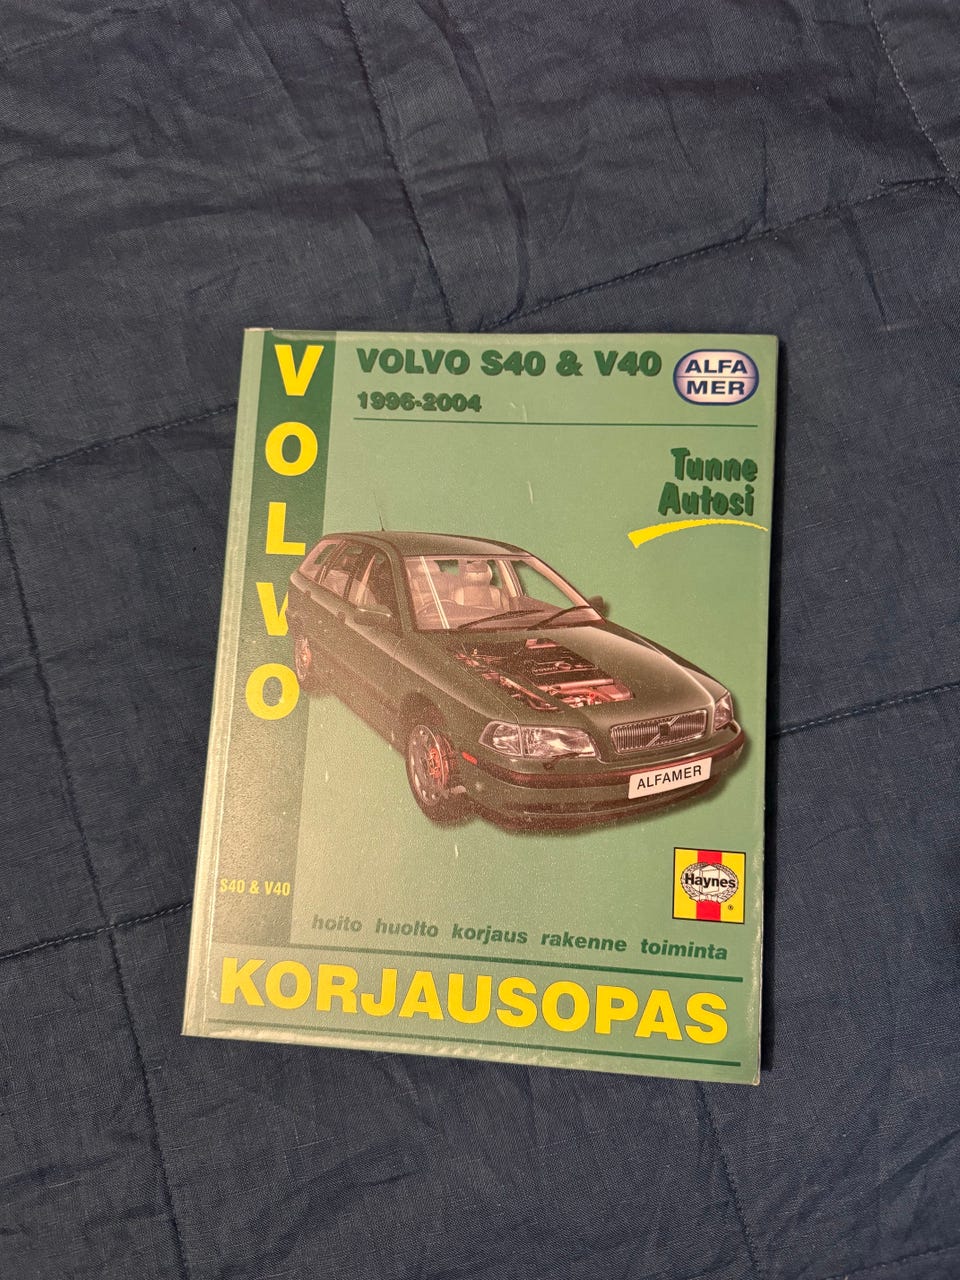 VOLVO
VOLVO S40 & V40
1996-2004
ALFA
MER
Tunne
Autosi
VOLVO
ALFAMER
Haynes
®
S40 & V40
hoito huolto korjaus rakenne toiminta
KORJAUSOPAS